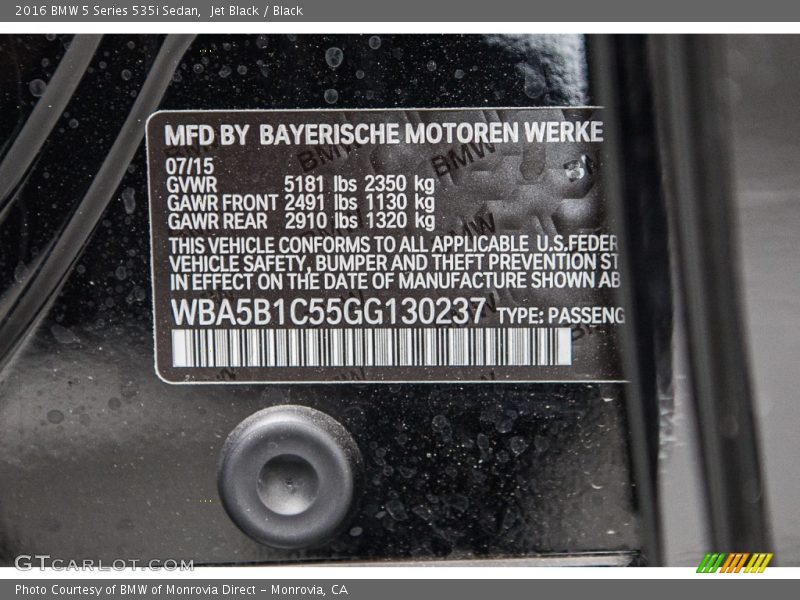 2016 BMW 5 Series 535i Sedan,  Jet Black / Black
MFD BY BAYERISCHE MOTOREN WERKE
BMW BMW
07/15
GVWR 5181 lbs 2350 kg
GAWR FRONT 2491 lbs 1130 kg
GAWR REAR 2910 lbs 1320 kg
THIS VEHICLE CONFORMS TO ALL APPLICABLE U.S.FEDER
VEHICLE SAFETY, BUMPER AND THEFT PREVENTION ST
IN EFFECT ON THE DATE OF MANUFACTURE SHOWN AB
WBA5B1C55GG130237 TYPE: PASSENG
GTCARLOT.COM
Photo Courtesy of BMW of Monrovia Direct - Monrovia, CA